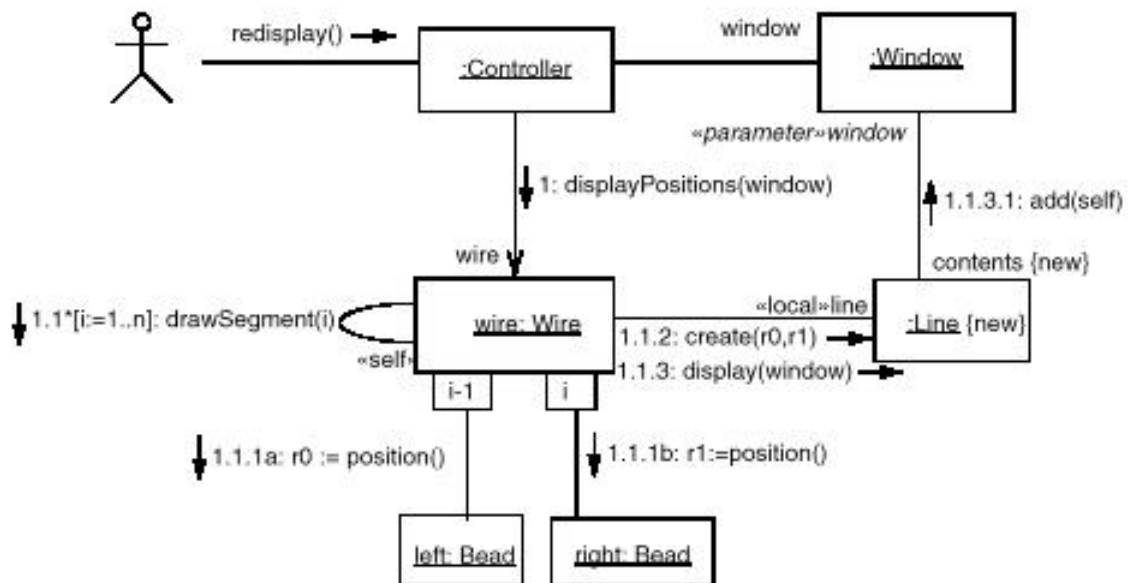 redisplay()
window
:Controller
:Window
«parameter»window
1: displayPositions(window)
1.1.3.1: add(self)
wire
contents {new}
1.1*[i:=1..n]: drawSegment(i)
wire: Wire
«local»line
:Line {new}
1.1.2: create(r0,r1)
«self»
1.1.3: display(window)
i-1
i
1.1.1a: r0 := position()
1.1.1b: r1:=position()
left: Bead
right: Bead